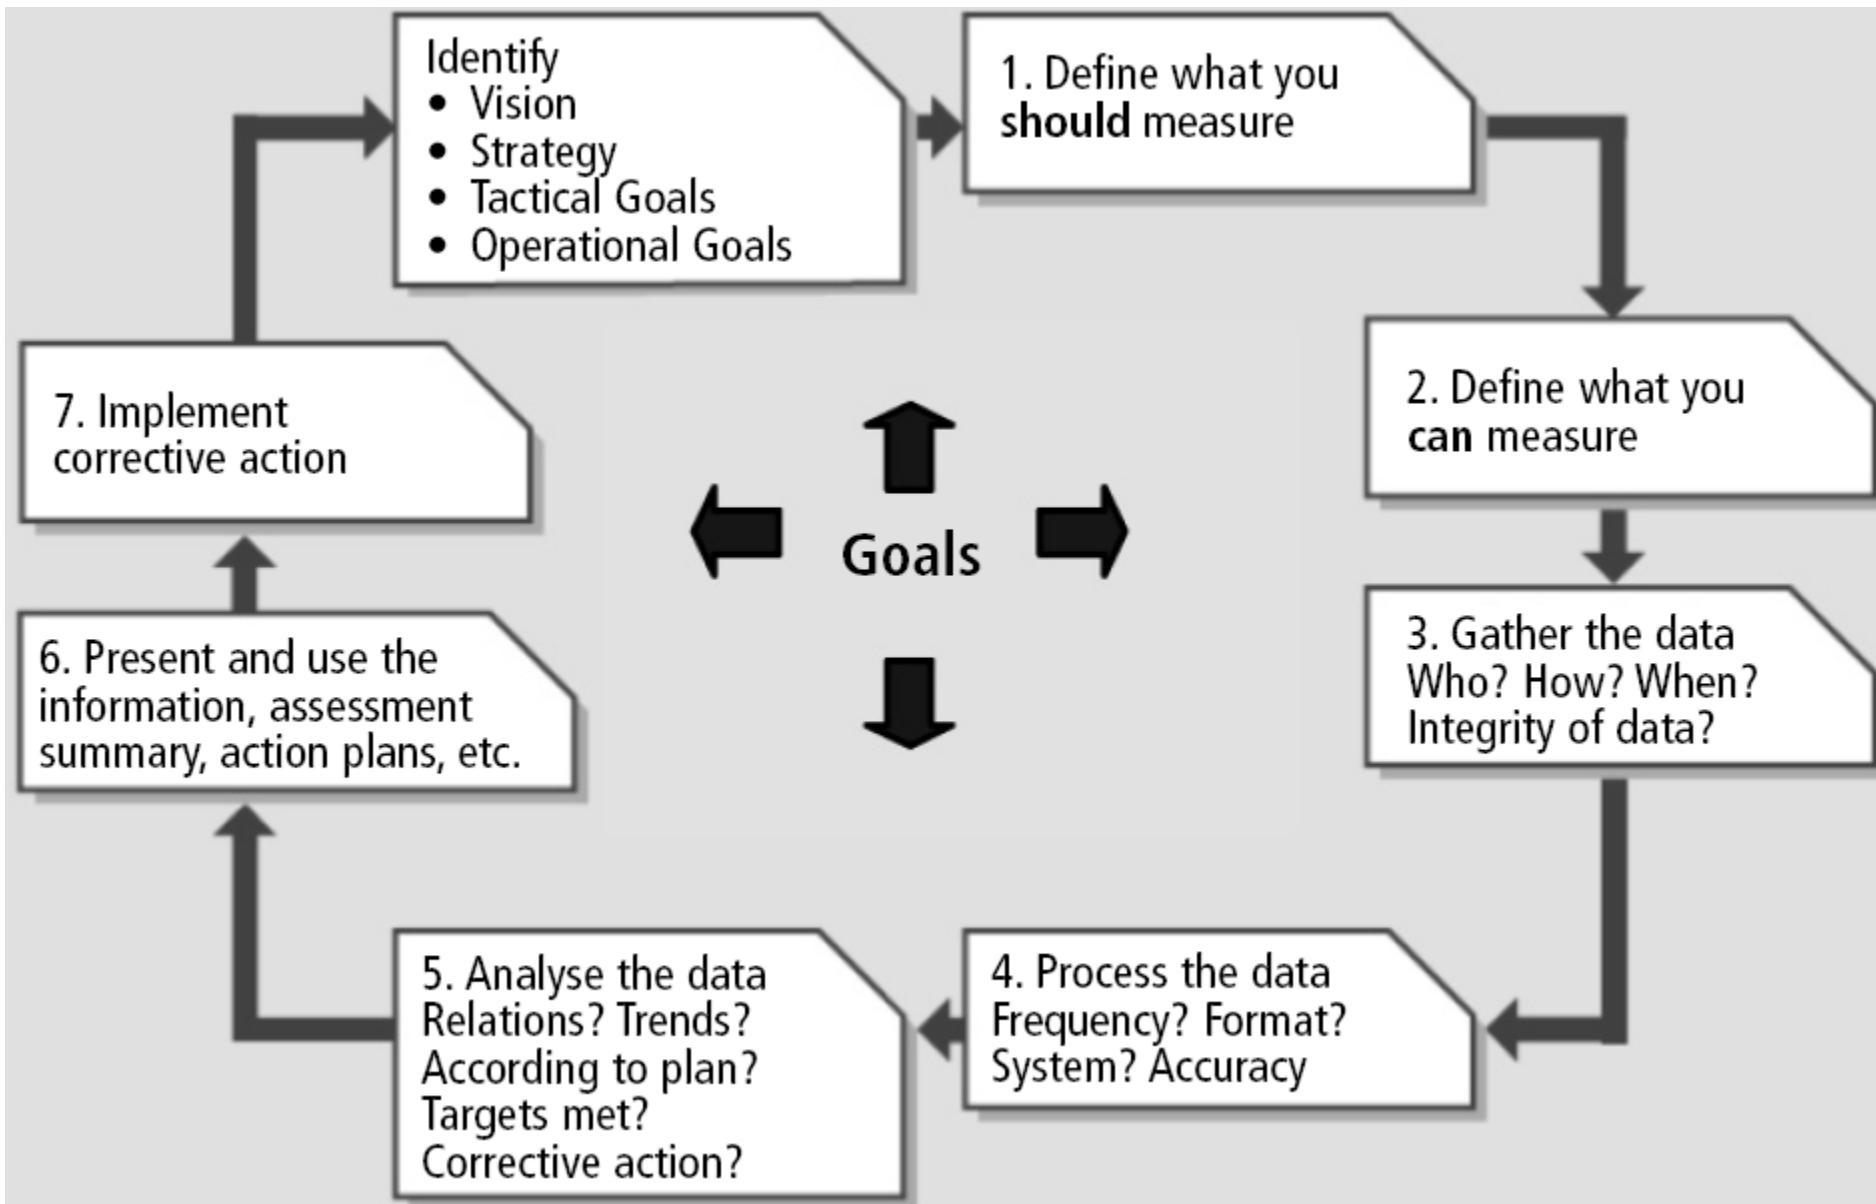 Identify
• Vision
• Strategy
• Tactical Goals
• Operational Goals
1. Define what you
should measure
2. Define what you
can measure
3. Gather the data
Who? How? When?
Integrity of data?
4. Process the data
Frequency? Format?
System? Accuracy
5. Analyse the data
Relations? Trends?
According to plan?
Targets met?
Corrective action?
6. Present and use the
information, assessment
summary, action plans, etc.
7. Implement
corrective action
Goals